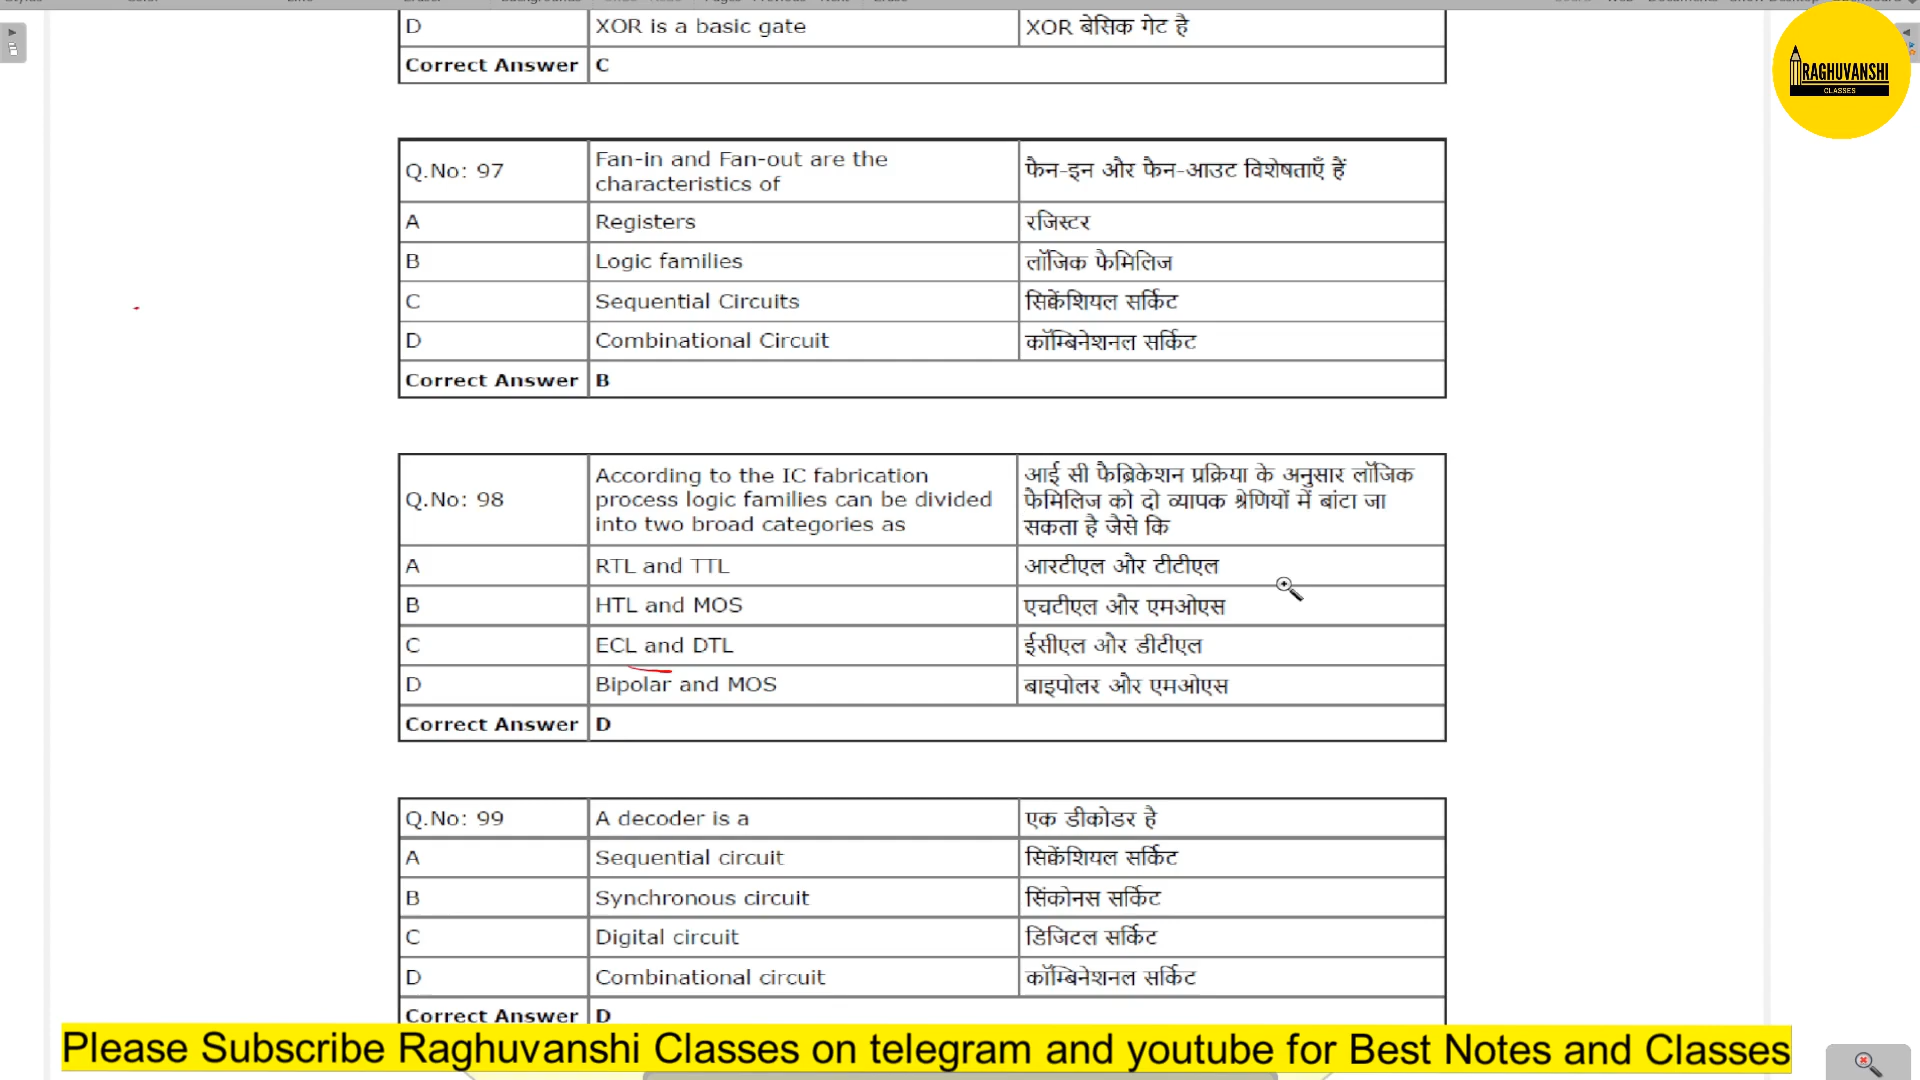 D XOR is a basic gate XOR बेसिक गेट है
Correct Answer C
RAGHUVANSHI
CLASSES
Q.No: 97 Fan-in and Fan-out are the characteristics of फैन-इन और फैन-आउट विशेषताएँ हैं
A Registers रजिस्टर
B Logic families लॉजिक फैमिलिज
C Sequential Circuits सिक्वेंशियल सर्किट
D Combinational Circuit कॉम्बिनेशनल सर्किट
Correct Answer B
Q.No: 98
According to the IC fabrication
process logic families can be divided
into two broad categories as
आई सी फैब्रिकेशन प्रक्रिया के अनुसार लॉजिक
फैमिलिज को दो व्यापक श्रेणियों में बांटा जा
सकता है जैसे कि
A RTL and TTL आरटीएल और टीटीएल
B HTL and MOS एचटीएल और एमओएस
C ECL and DTL ईसीएल और डीटीएल
D Bipolar and MOS बाइपोलर और एमओएस
Correct Answer D
Q.No: 99 A decoder is a एक डीकोडर है
A Sequential circuit सिक्वेंशियल सर्किट
B Synchronous circuit सिंकोनस सर्किट
C Digital circuit डिजिटल सर्किट
D Combinational circuit कॉम्बिनेशनल सर्किट
Correct Answer D
Please Subscribe Raghuvanshi Classes on telegram and youtube for Best Notes and Classes